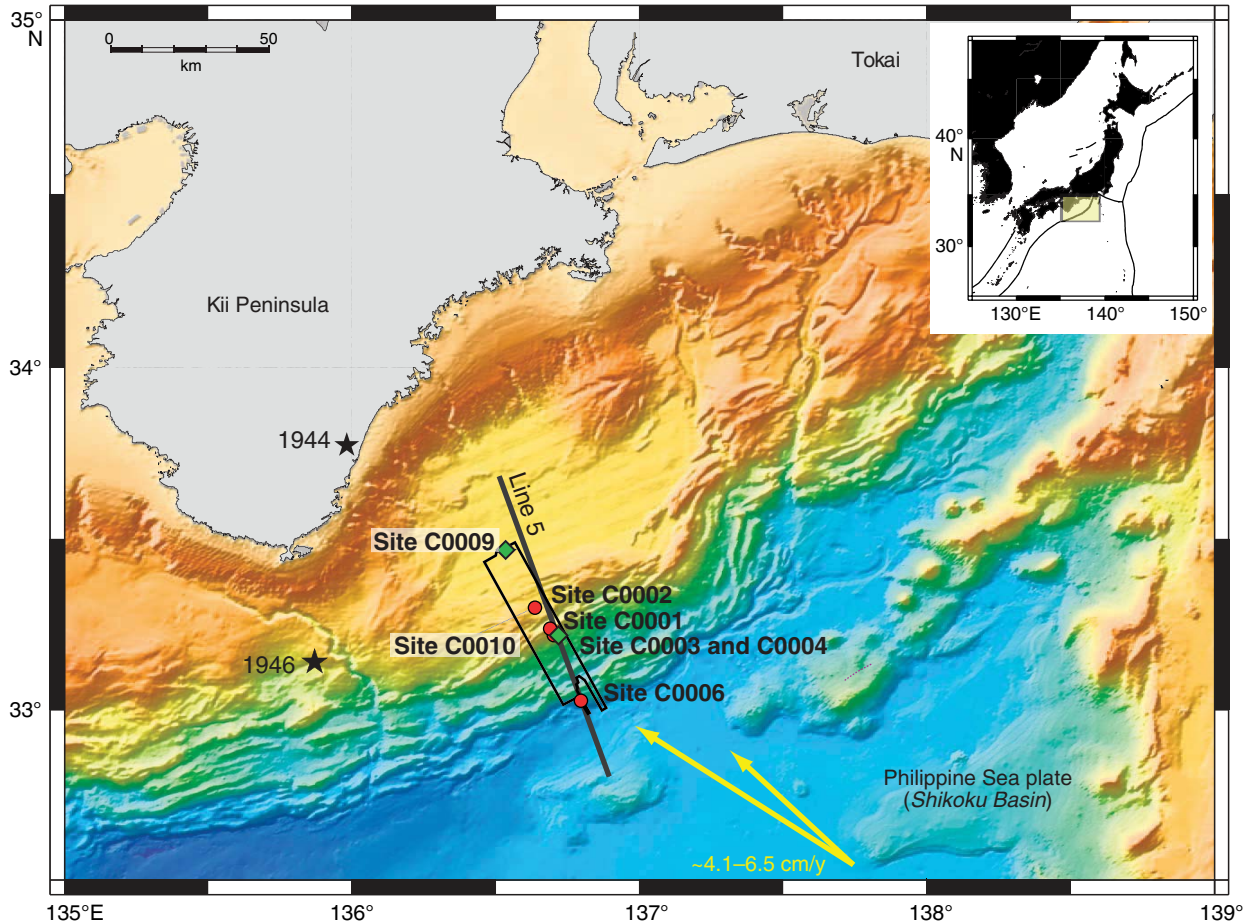 35°
N
0
50
km
Tokai
40°
N
30°
130°E
140°
150°
Kii Peninsula
34°
1944
Line 5
Site C0009
Site C0002
Site C0001
Site C0010
Site C0003 and C0004
1946
Site C0006
33°
Philippine Sea plate
(Shikoku Basin)
~4.1–6.5 cm/y
135°E
136°
137°
138°
139°